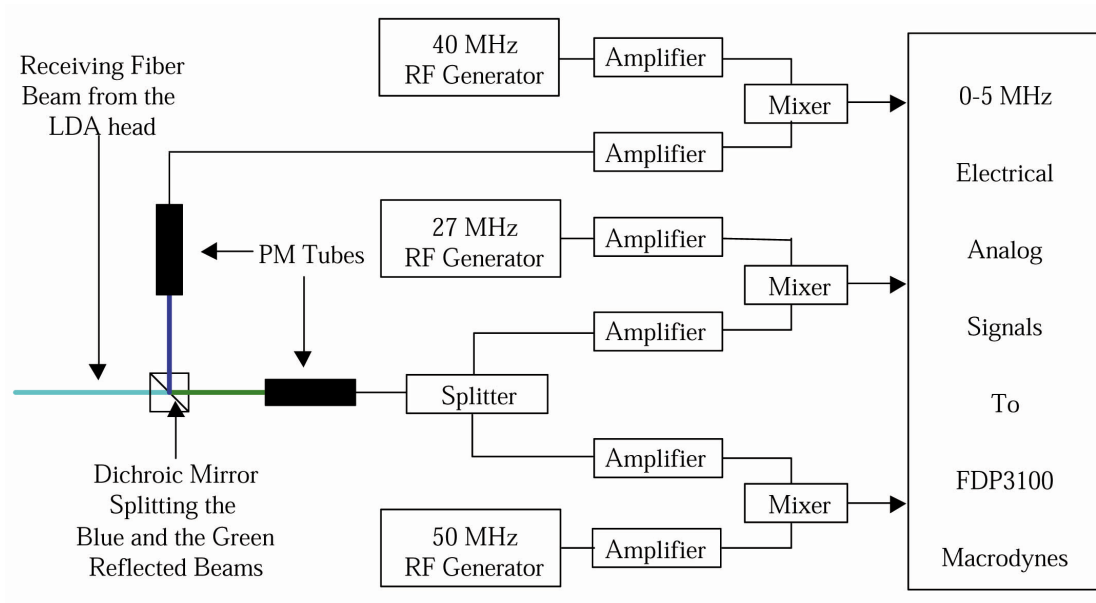 Receiving Fiber
Beam from the
LDA head
40 MHz
RF Generator
Amplifier
Mixer
Amplifier
PM Tubes
27 MHz
RF Generator
Amplifier
Mixer
Amplifier
Splitter
Dichroic Mirror
Splitting the
Blue and the Green
Reflected Beams
Amplifier
Mixer
50 MHz
RF Generator
Amplifier
0-5 MHz
Electrical
Analog
Signals
To
FDP3100
Macrodynes